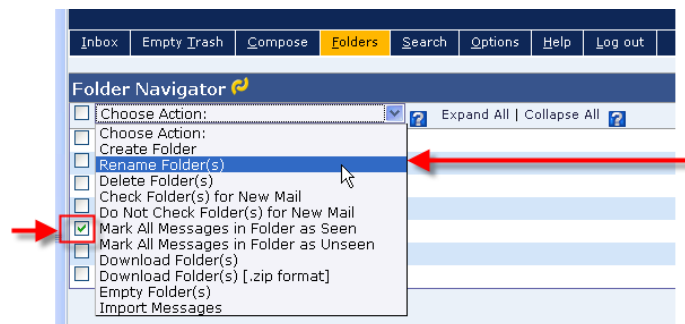 Inbox Empty Trash Compose Folders Search Options Help Log out
Folder Navigator
Choose Action: ? Expand All | Collapse All ?
Choose Action:
Create Folder
Rename Folder(s)
Delete Folder(s)
Check Folder(s) for New Mail
Do Not Check Folder(s) for New Mail
Mark All Messages in Folder as Seen
Mark All Messages in Folder as Unseen
Download Folder(s)
Download Folder(s) [.zip format]
Empty Folder(s)
Import Messages